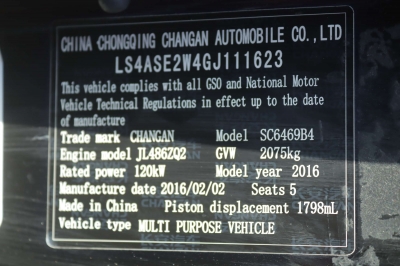 CHINA CHONGQING CHANGAN AUTOMOBILE CO.,LTD
LS4ASE2W4GJ111623
This vehicle complies with all GSO and National Motor
Vehicle Technical Regulations in effect up to the date
of manufacture
Trade mark CHANGAN Model SC6469B4
Engine model JL486ZQ2 GVW 2075kg
Rated power 120kW Model year 2016
Manufacture date 2016/02/02 Seats 5
Made in China Piston displacement 1798mL
Vehicle type MULTI PURPOSE VEHICLE